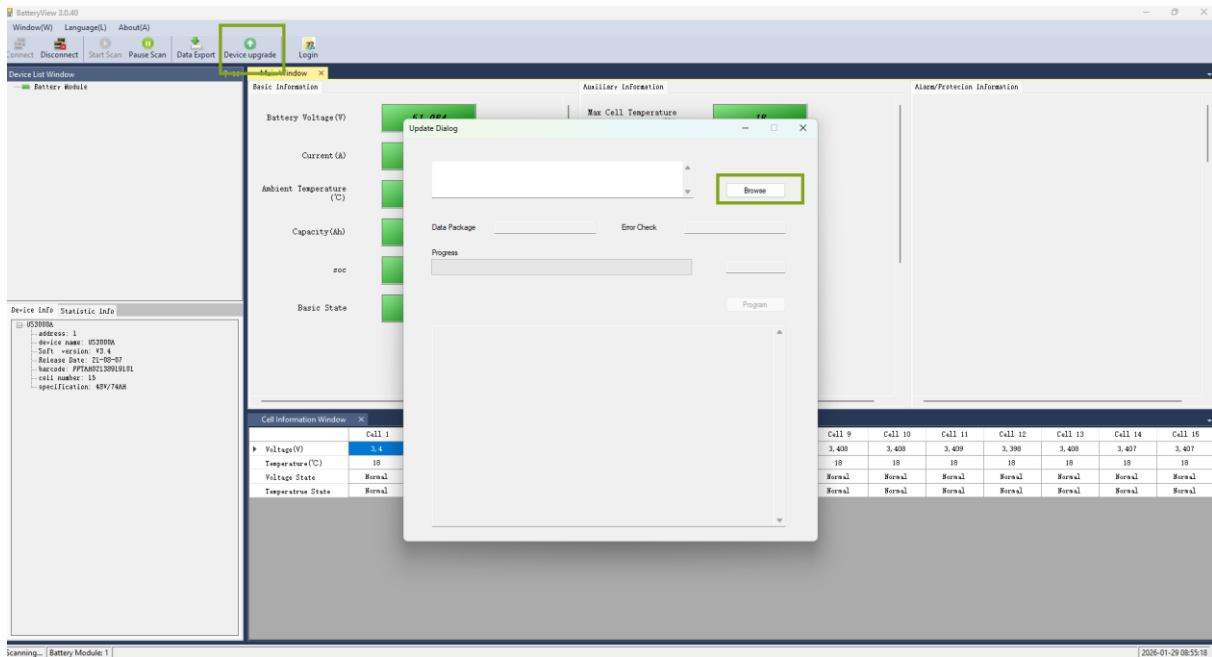 BatteryView 3.0.40
Window(W) Language(L) About(A)
Connect Disconnect Start Scan Pause Scan Data Export Device upgrade Login
Device List Window
Battery Module
Main Window ×
Basic Information
Auxiliary Information
Alarm/Protecion Information
Battery Voltage(V)
Current(A)
Ambient Temperature
(℃)
Capacity(Ah)
soc
Basic State
Max Cell Temperature
18
Update Dialog
Browse
Data Package
Error Check
Progress
Program
Device Info Statistic Info
US3000A
address: 1
device name: US3000A
Soft version: V3.4
Release Date: 21-08-07
cell number: 15
specification: 48V/74AH
Cell Information Window ×
Cell 1 Cell 9 Cell 10 Cell 11 Cell 12 Cell 13 Cell 14 Cell 15
Voltage(V) 3,4 3,408 3,408 3,409 3,398 3,408 3,407 3,407
Temperature(℃) 18 18 18 18 18 18 18 18
Voltage State Normal Normal Normal Normal Normal Normal Normal Normal
Temperatrue State Normal Normal Normal Normal Normal Normal Normal Normal
Scanning... Battery Module: 1
2026-01-29 08:55:18